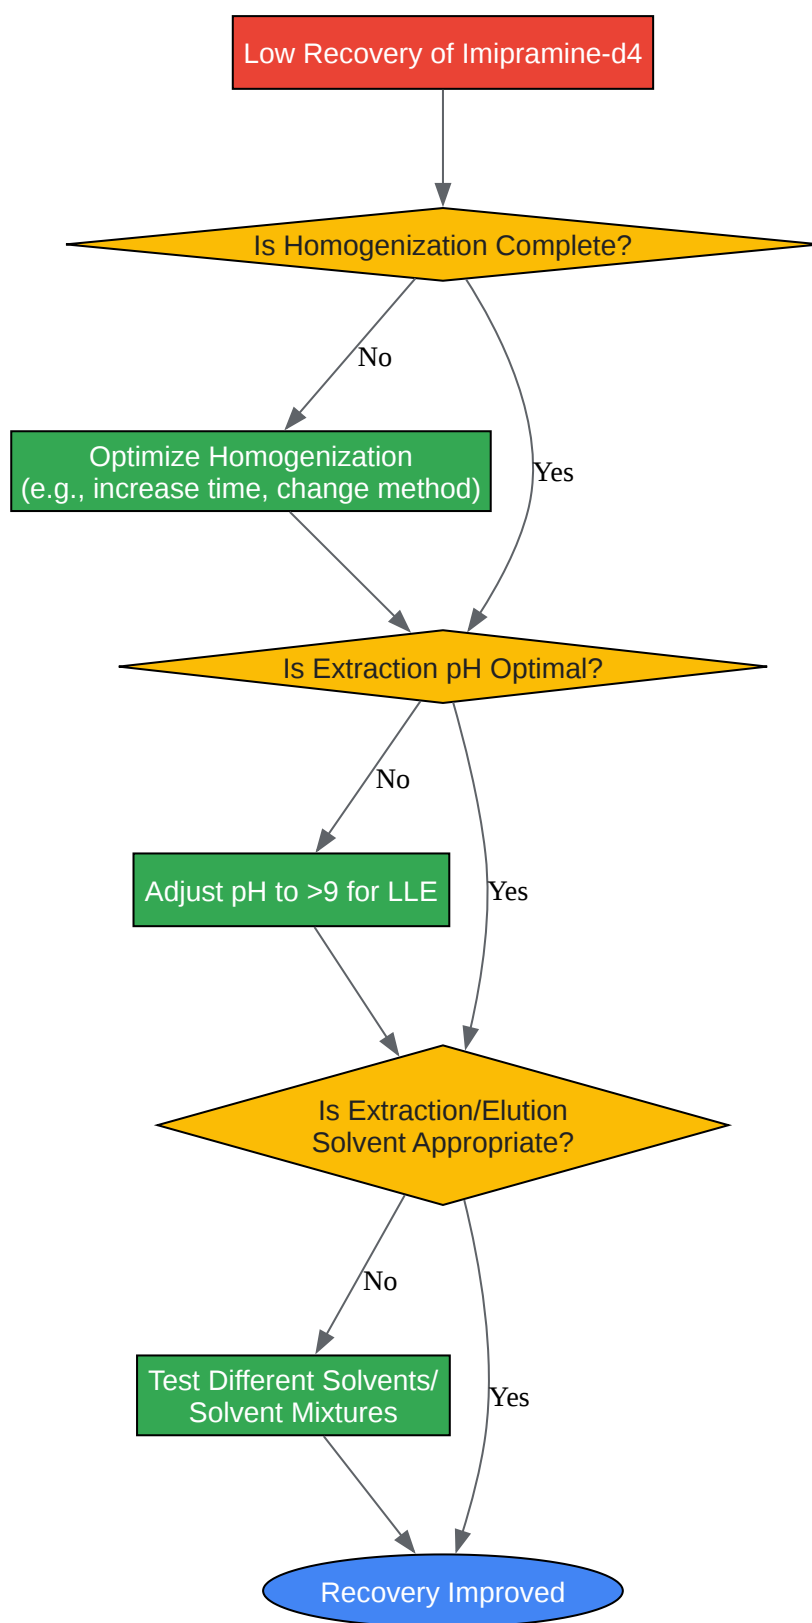 Low Recovery of Imipramine-d4
Is Homogenization Complete?
No
Optimize Homogenization
(e.g., increase time, change method)
Yes
Is Extraction pH Optimal?
No
Adjust pH to >9 for LLE
Yes
Is Extraction/Elution
Solvent Appropriate?
No
Test Different Solvents/
Solvent Mixtures
Yes
Recovery Improved